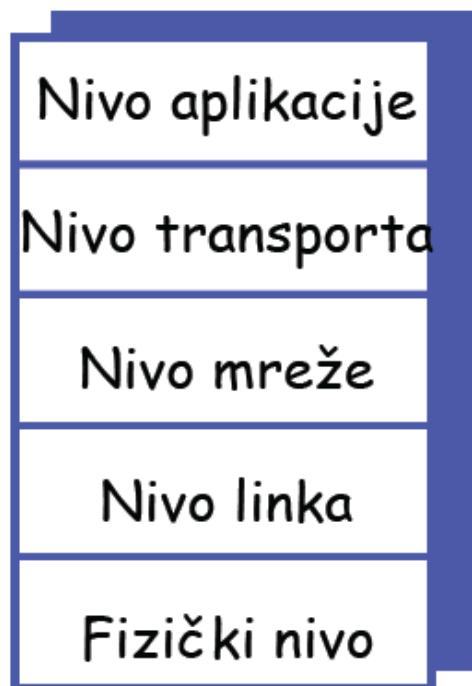 Nivo aplikacije
Nivo transporta
Nivo mreže
Nivo linka
Fizički nivo